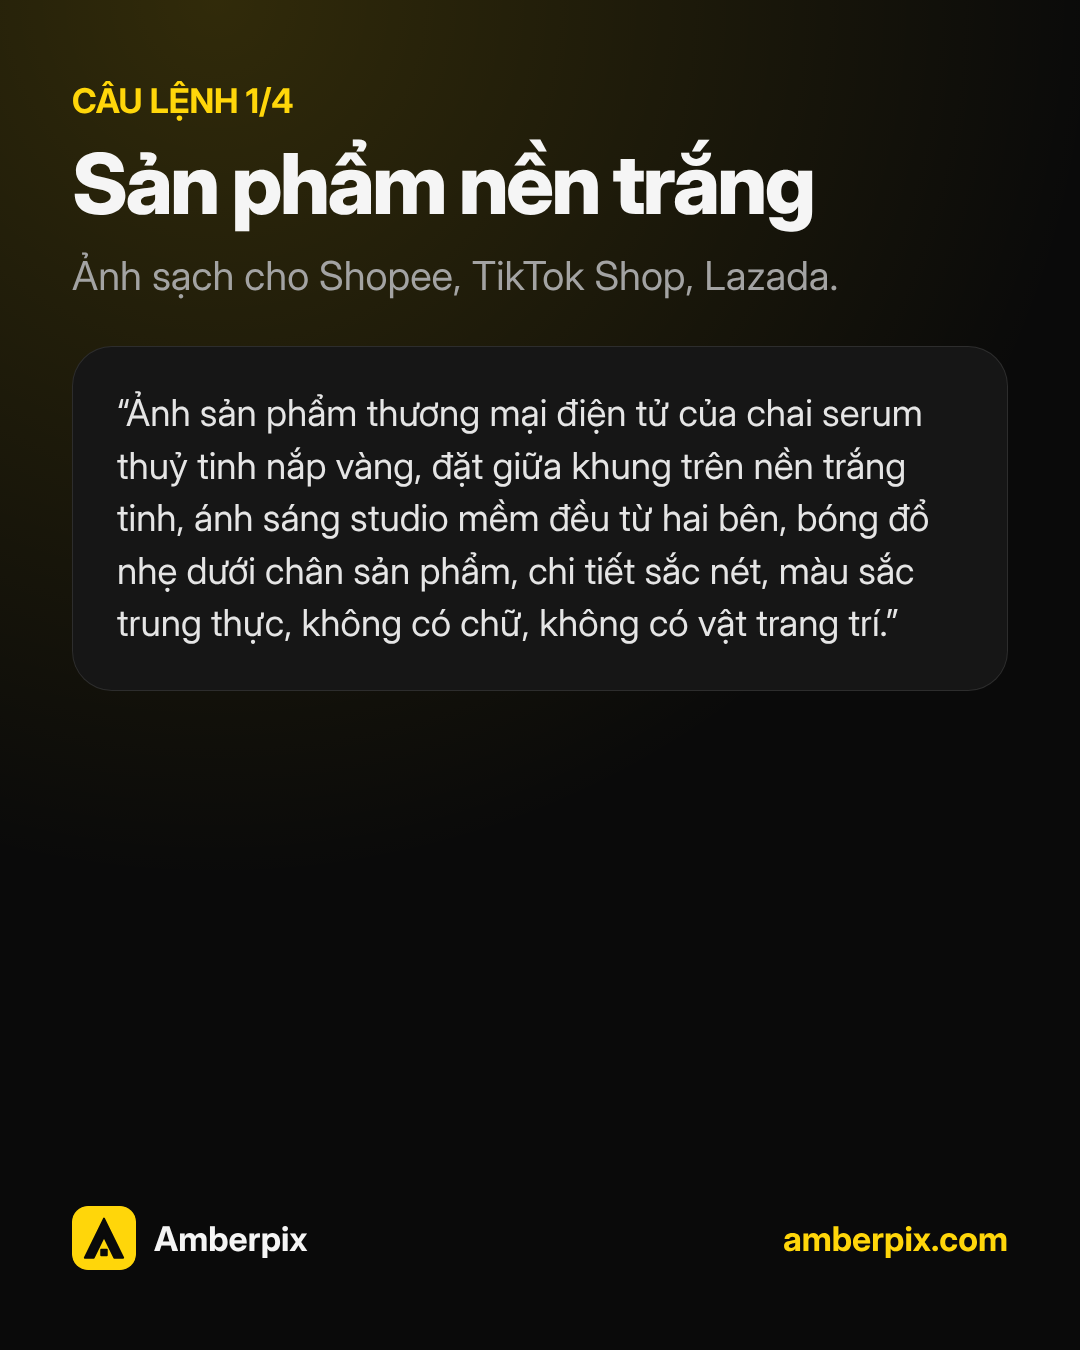 CÂU LỆNH 1/4
Sản phẩm nền trắng
Ảnh sạch cho Shopee, TikTok Shop, Lazada.
“Ảnh sản phẩm thương mại điện tử của chai serum
thuỷ tinh nắp vàng, đặt giữa khung trên nền trắng
tinh, ánh sáng studio mềm đều từ hai bên, bóng đổ
nhẹ dưới chân sản phẩm, chi tiết sắc nét, màu sắc
trung thực, không có chữ, không có vật trang trí.”
Amberpix
amberpix.com